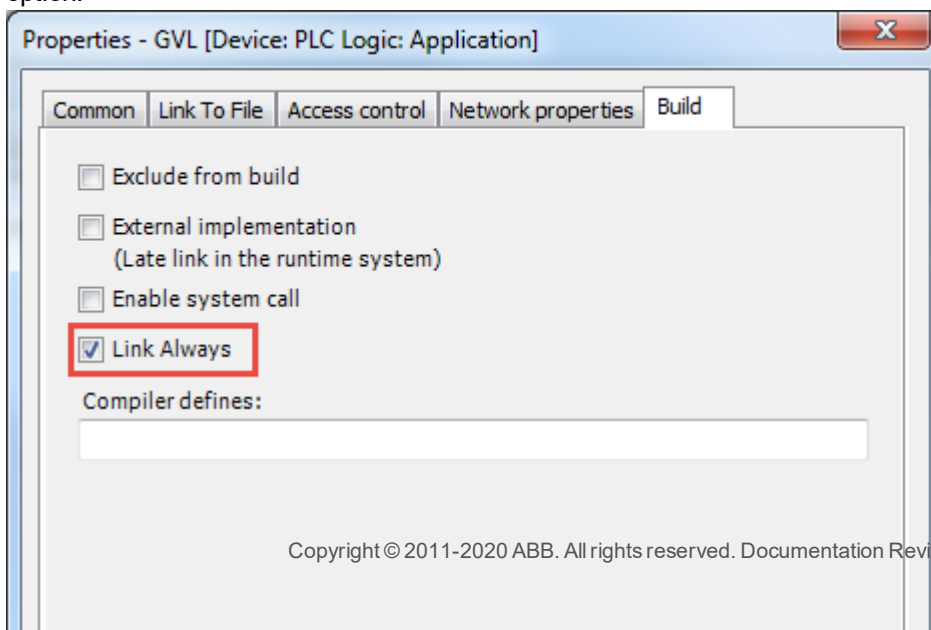 option.
Properties - GVL [Device: PLC Logic: Application]
Common Link To File Access control Network properties Build
Exclude from build
External implementation
(Late link in the runtime system)
Enable system call
Link Always
Compiler defines:
Copyright © 2011-2020 ABB. All rights reserved. Documentation Revi